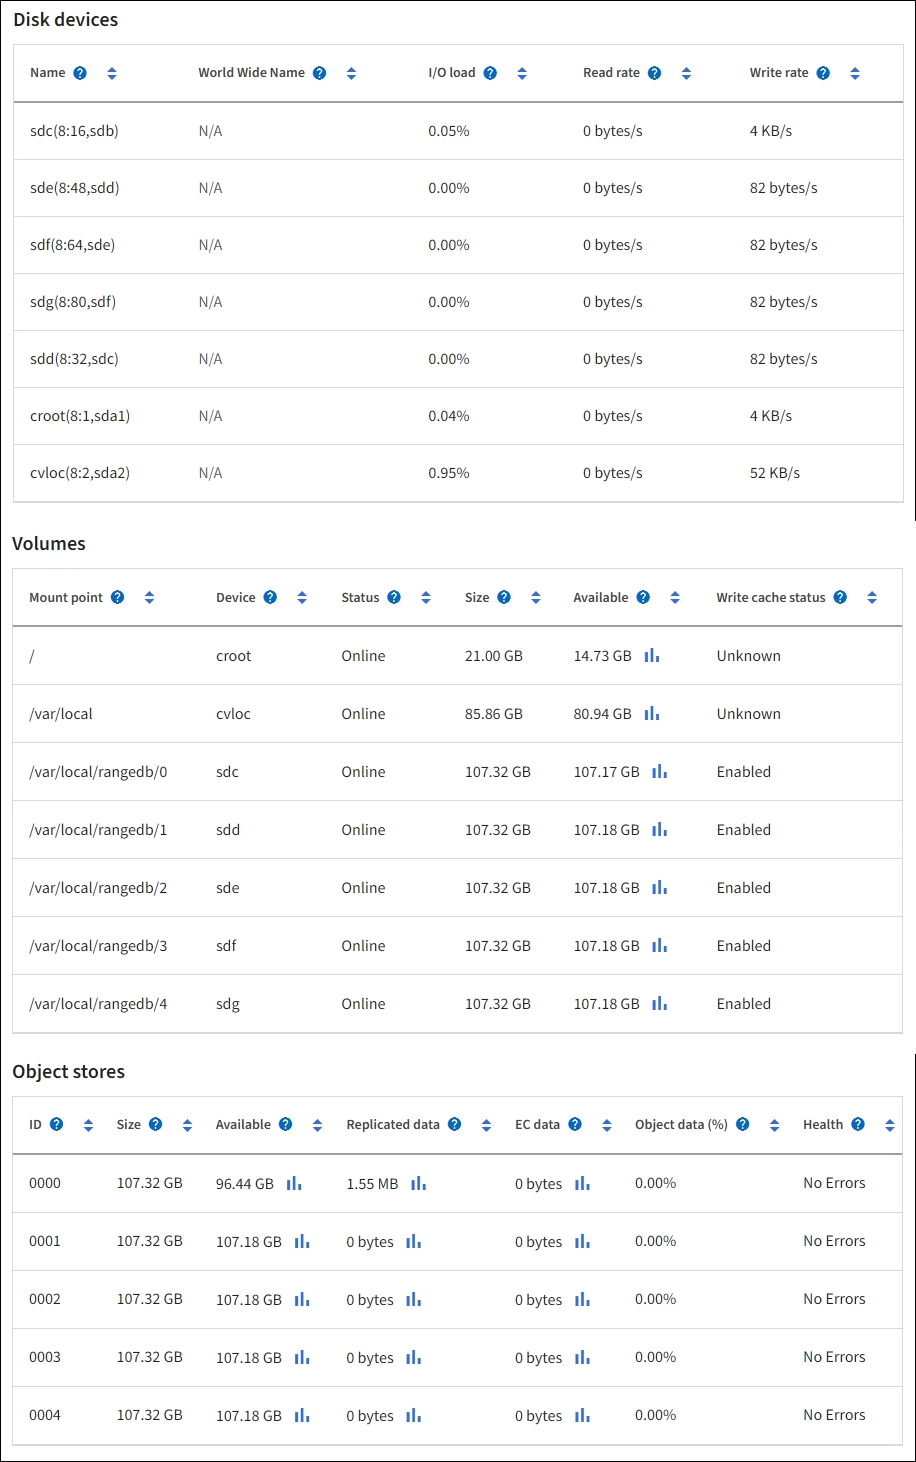 Disk devices
Name World Wide Name I/O load Read rate Write rate
sdc(8:16,sdb) N/A 0.05% 0 bytes/s 4 KB/s
sde(8:48,sdd) N/A 0.00% 0 bytes/s 82 bytes/s
sdf(8:64,sde) N/A 0.00% 0 bytes/s 82 bytes/s
sdg(8:80,sdf) N/A 0.00% 0 bytes/s 82 bytes/s
sdd(8:32,sdc) N/A 0.00% 0 bytes/s 82 bytes/s
croot(8:1,sda1) N/A 0.04% 0 bytes/s 4 KB/s
cvloc(8:2,sda2) N/A 0.95% 0 bytes/s 52 KB/s
Volumes
Mount point Device Status Size Available Write cache status
/ croot Online 21.00 GB 14.73 GB Unknown
/var/local cvloc Online 85.86 GB 80.94 GB Unknown
/var/local/rangedb/0 sdc Online 107.32 GB 107.17 GB Enabled
/var/local/rangedb/1 sdd Online 107.32 GB 107.18 GB Enabled
/var/local/rangedb/2 sde Online 107.32 GB 107.18 GB Enabled
/var/local/rangedb/3 sdf Online 107.32 GB 107.18 GB Enabled
/var/local/rangedb/4 sdg Online 107.32 GB 107.18 GB Enabled
Object stores
ID Size Available Replicated data EC data Object data (%) Health
0000 107.32 GB 96.44 GB 1.55 MB 0 bytes 0.00% No Errors
0001 107.32 GB 107.18 GB 0 bytes 0 bytes 0.00% No Errors
0002 107.32 GB 107.18 GB 0 bytes 0 bytes 0.00% No Errors
0003 107.32 GB 107.18 GB 0 bytes 0 bytes 0.00% No Errors
0004 107.32 GB 107.18 GB 0 bytes 0 bytes 0.00% No Errors